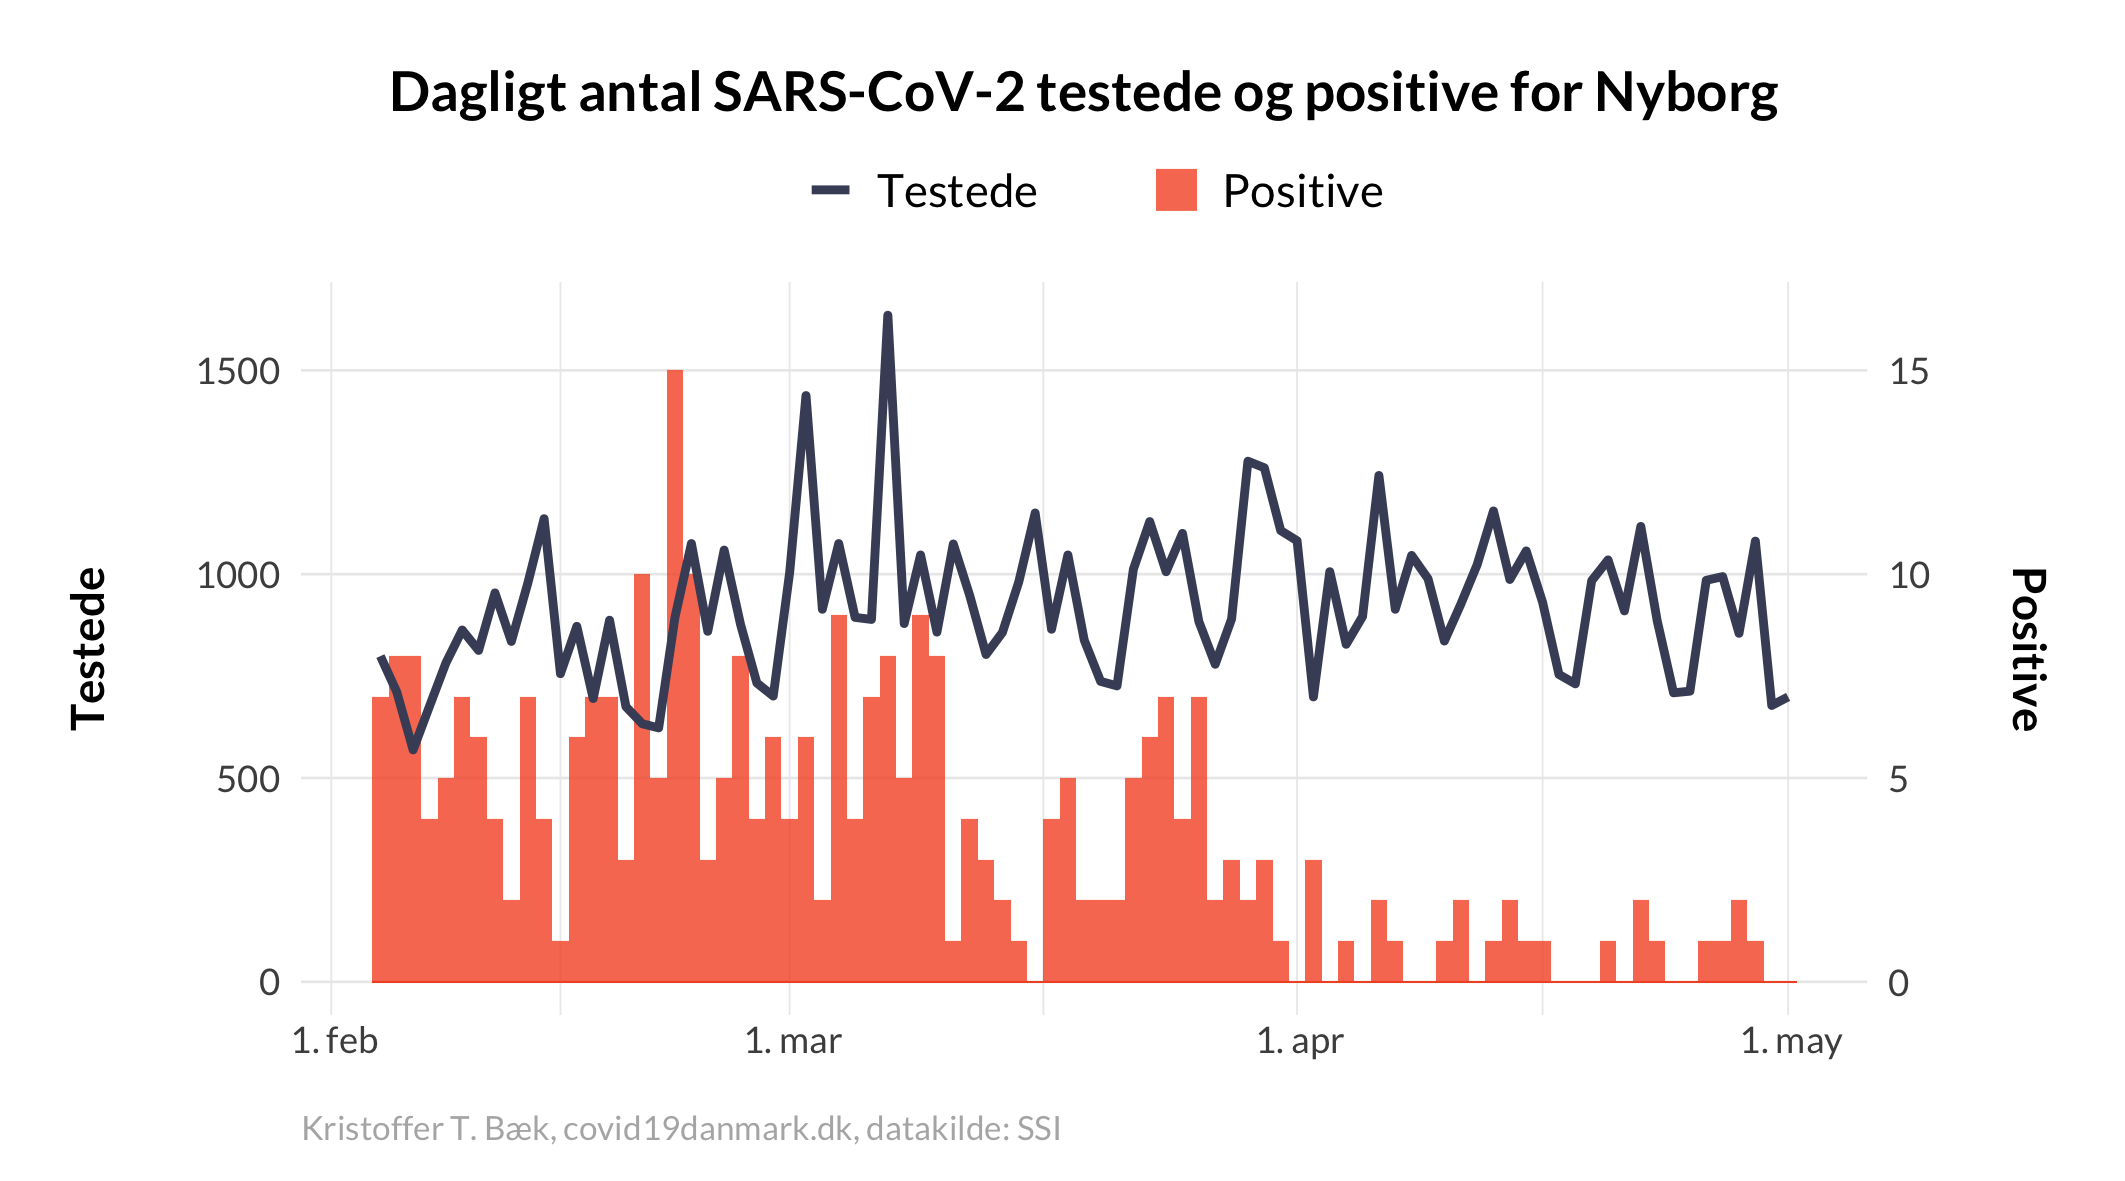 Dagligt antal SARS-CoV-2 testede og positive for Nyborg
Testede
Positive
1500
1000
500
0
Testede
15
10
5
0
Positive
1. feb
1. mar
1. apr
1. may
Kristoffer T. Bæk, covid19danmark.dk, datakilde: SSI